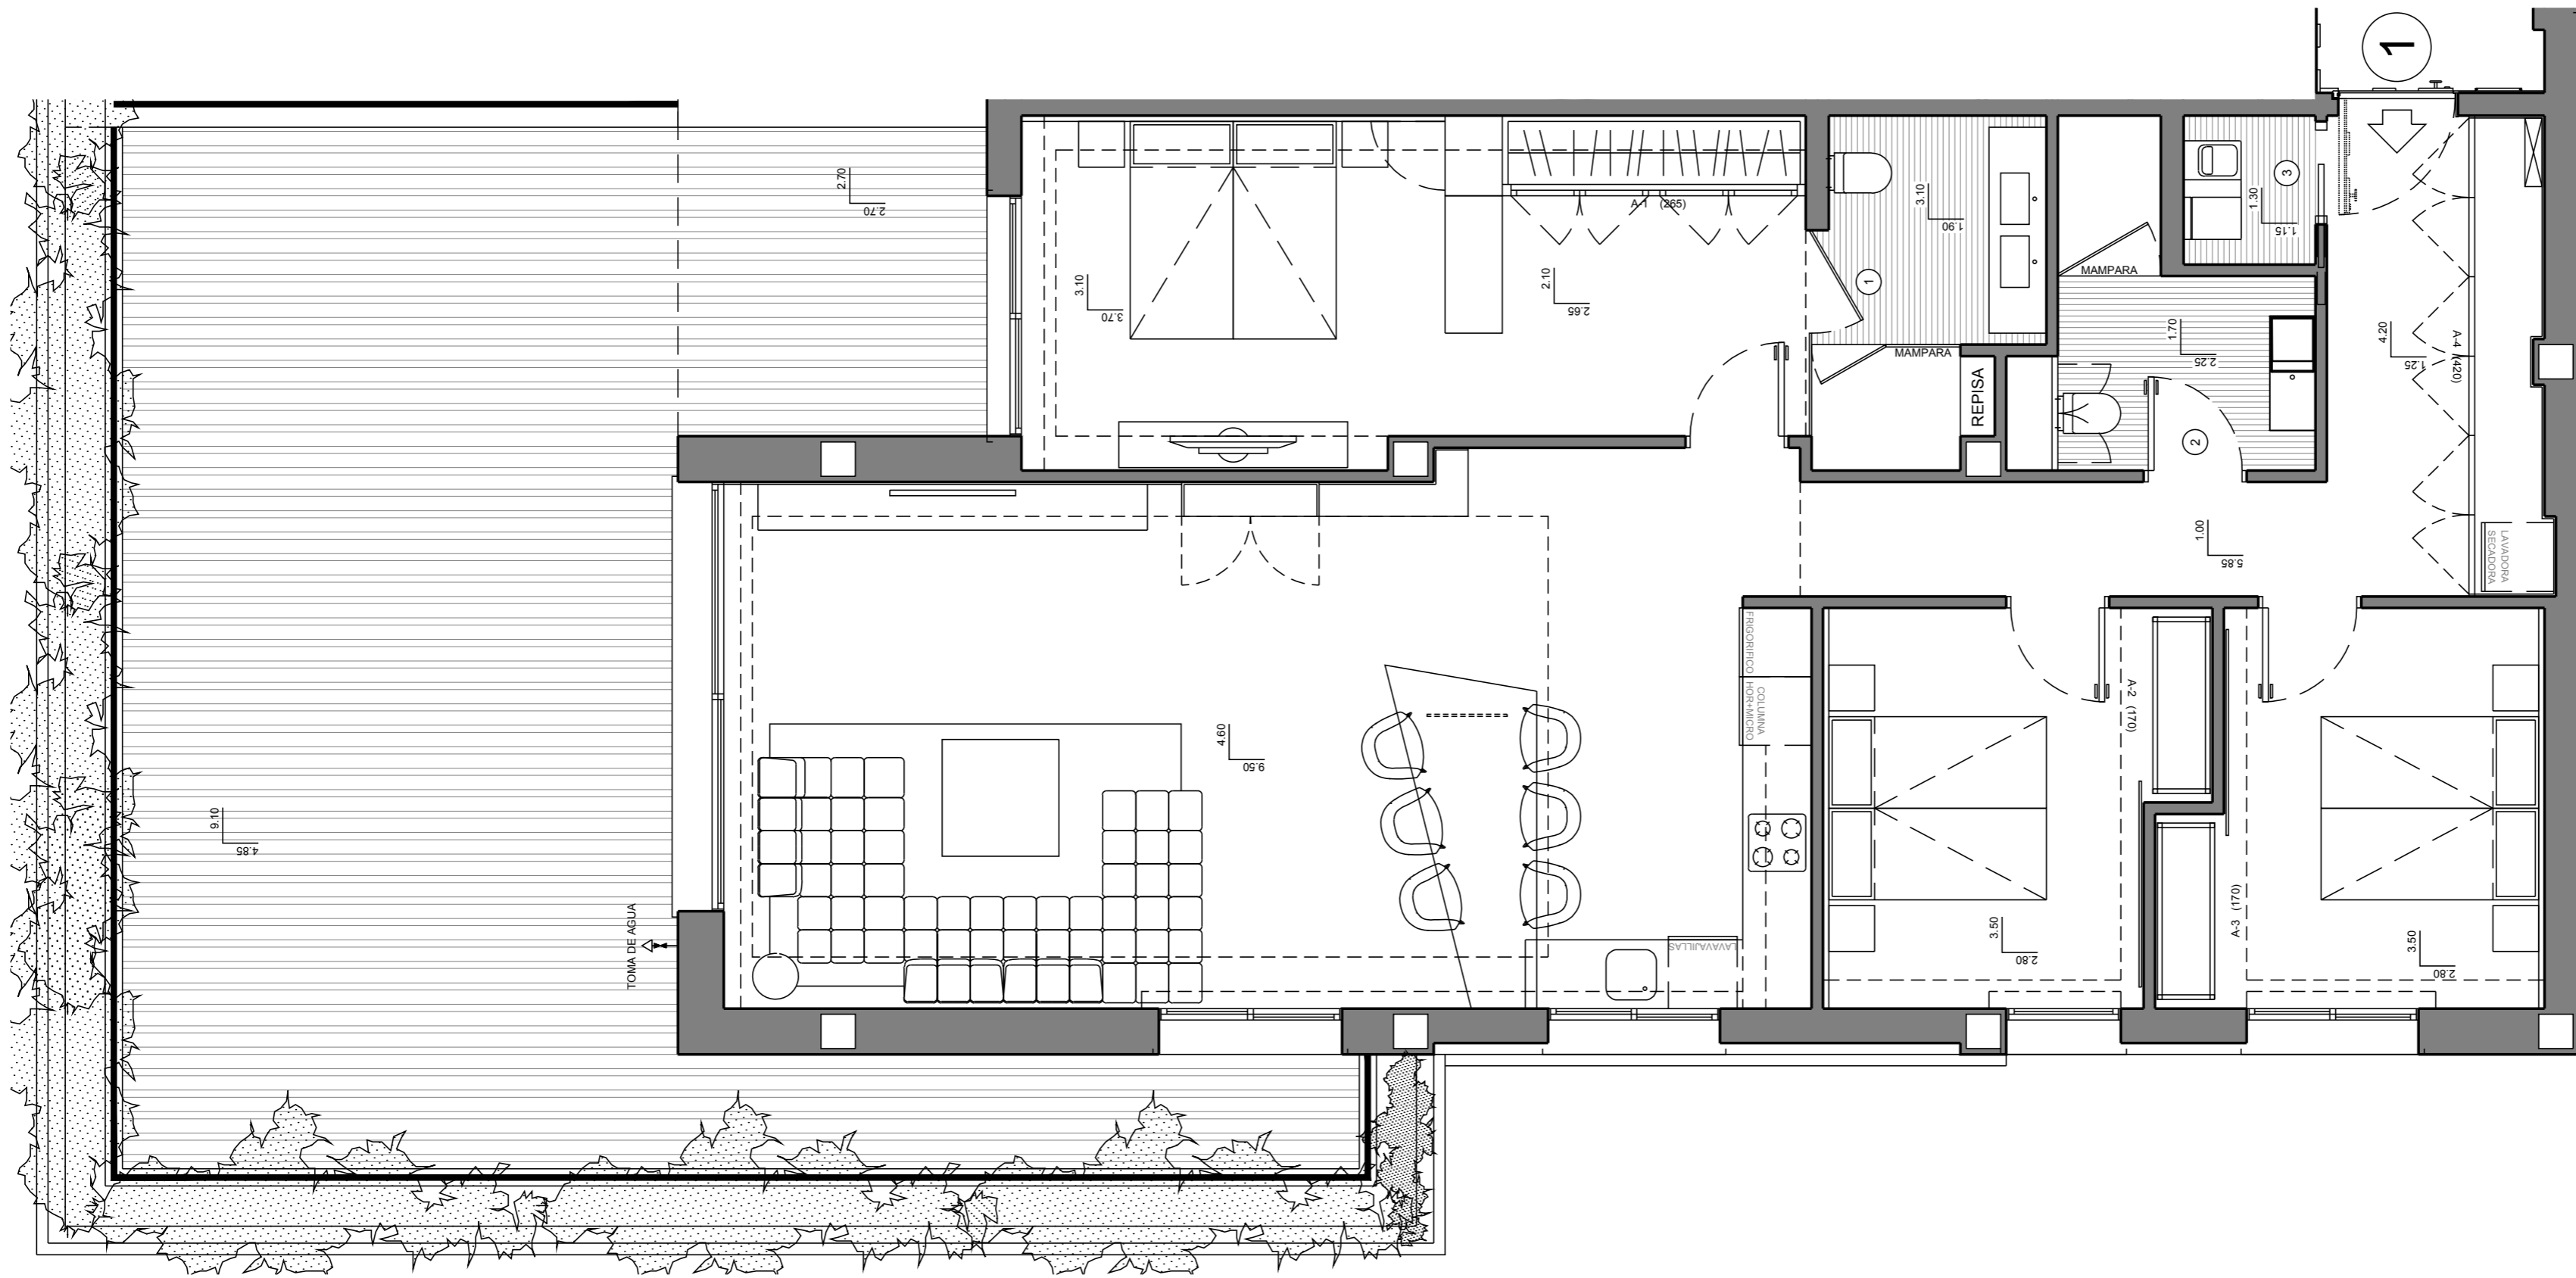 1
2.70
2.70
3.10
3.70
A-1 (265)
2.10
2.65
3.10
1.90
1
MAMPARA
REPISA
MAMPARA
1.30
1.15
3
1.70
2.25
2
4.20
1.25
A-4 (420)
1.00
5.85
LAVADORA
SECADORA
9.10
4.85
TOMA DE AGUA
4.60
9.50
FRIGORIFICO
COLUMNA
HOR+MICRO
LAVAVAJILLAS
A-2 (170)
3.50
2.80
A-3 (170)
3.50
2.80